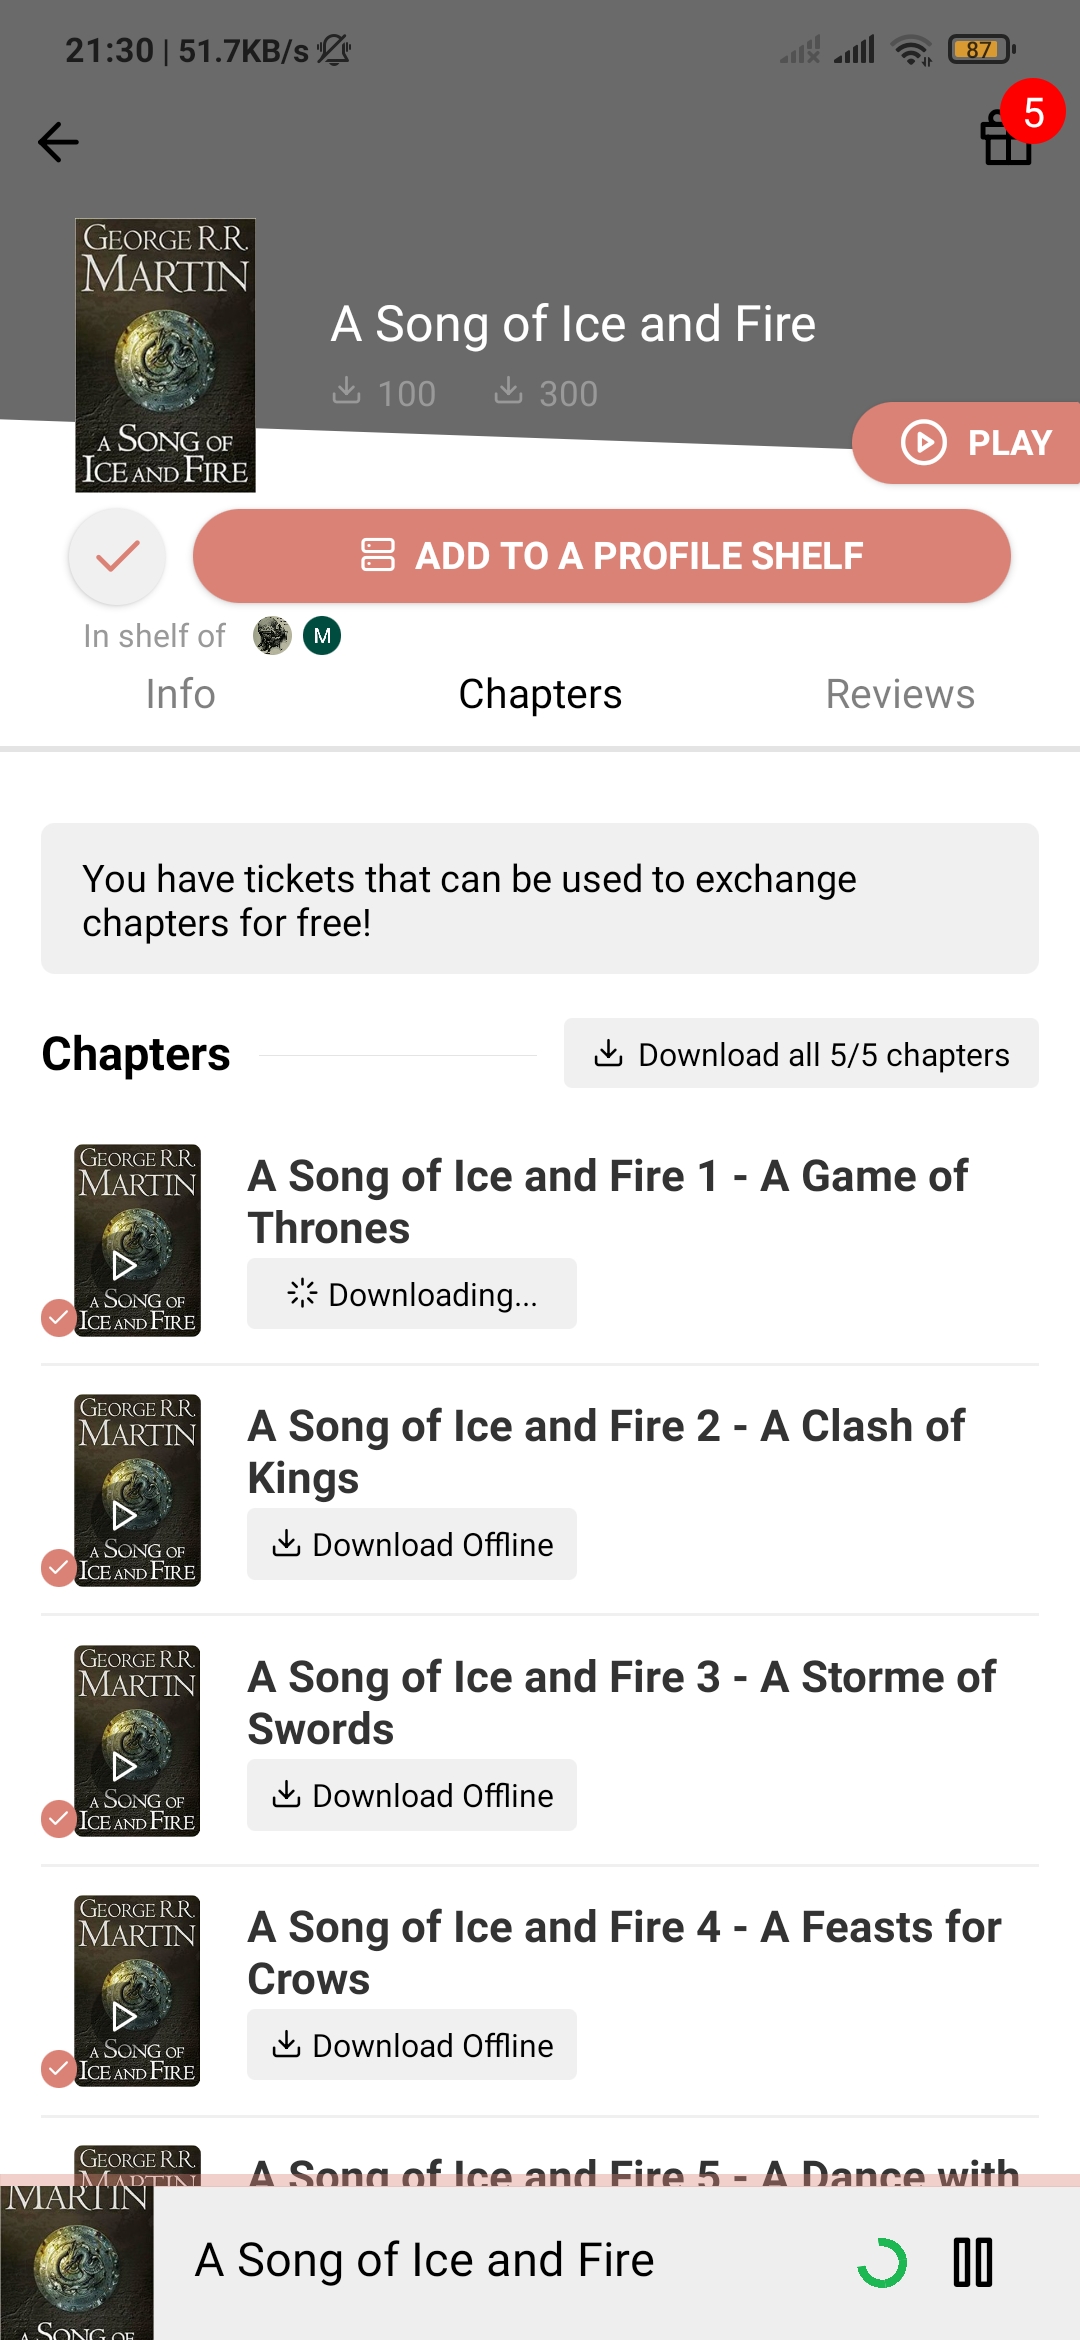 21:30 | 51.7KB/s
87
5
GEORGE R.R.
MARTIN
A SONG OF
ICE AND FIRE
A Song of Ice and Fire
100 300
PLAY
ADD TO A PROFILE SHELF
In shelf of M
Info Chapters Reviews
You have tickets that can be used to exchange
chapters for free!
Chapters
Download all 5/5 chapters
GEORGE R.R.
MARTIN
A SONG OF
ICE AND FIRE
A Song of Ice and Fire 1 - A Game of
Thrones
Downloading...
GEORGE R.R.
MARTIN
A SONG OF
ICE AND FIRE
A Song of Ice and Fire 2 - A Clash of
Kings
Download Offline
GEORGE R.R.
MARTIN
A SONG OF
ICE AND FIRE
A Song of Ice and Fire 3 - A Storme of
Swords
Download Offline
GEORGE R.R.
MARTIN
A SONG OF
ICE AND FIRE
A Song of Ice and Fire 4 - A Feasts for
Crows
Download Offline
GEORGE R.R.
MARTIN
A Song of Ice and Fire 5 - A Dance with
MARTIN
A SONG OF
A Song of Ice and Fire